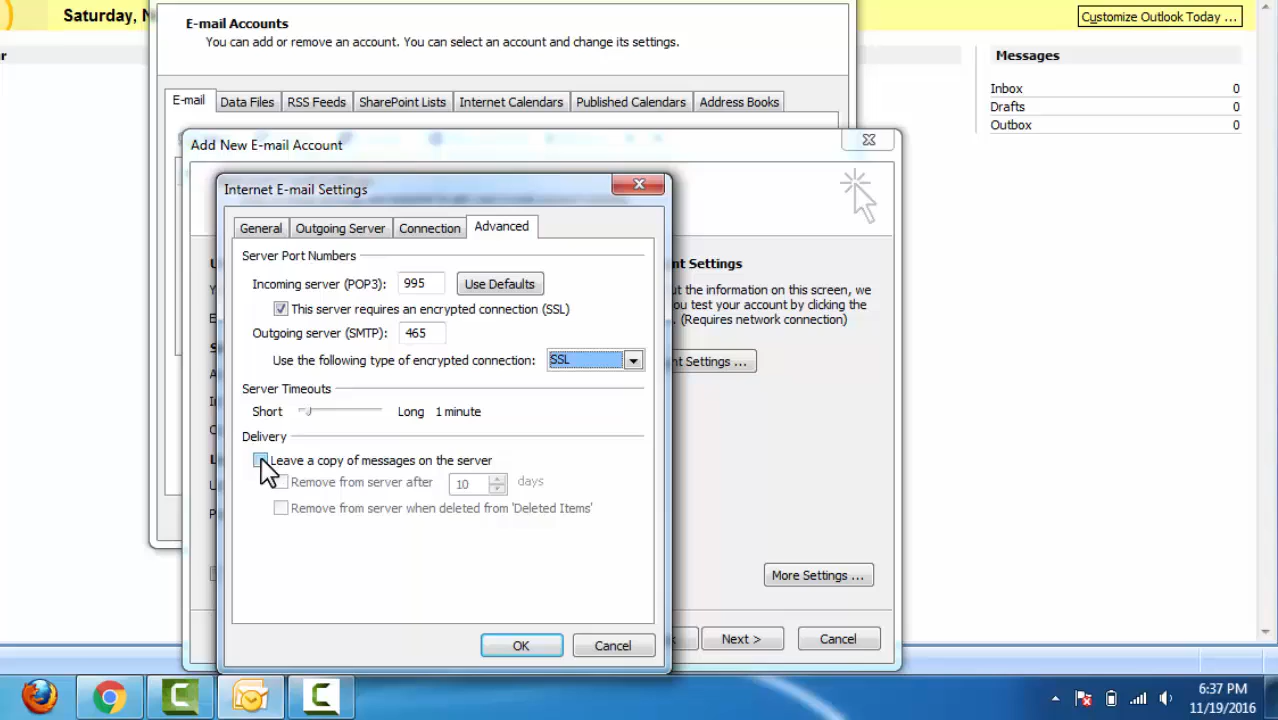 Saturday, N
Customize Outlook Today ...
E-mail Accounts
You can add or remove an account. You can select an account and change its settings.
r
Messages
Inbox 0
Drafts 0
Outbox 0
E-mail Data Files RSS Feeds SharePoint Lists Internet Calendars Published Calendars Address Books
Add New E-mail Account
Internet E-mail Settings
General Outgoing Server Connection Advanced
Server Port Numbers
Incoming server (POP3): 995 Use Defaults
This server requires an encrypted connection (SSL)
Outgoing server (SMTP): 465
Use the following type of encrypted connection: SSL
Server Timeouts
Short Long 1 minute
Delivery
Leave a copy of messages on the server
Remove from server after 10 days
Remove from server when deleted from 'Deleted Items'
OK Cancel
nt Settings
ut the information on this screen, we
you test your account by clicking the
. (Requires network connection)
nt Settings ...
More Settings ...
Next > Cancel
6:37 PM
11/19/2016